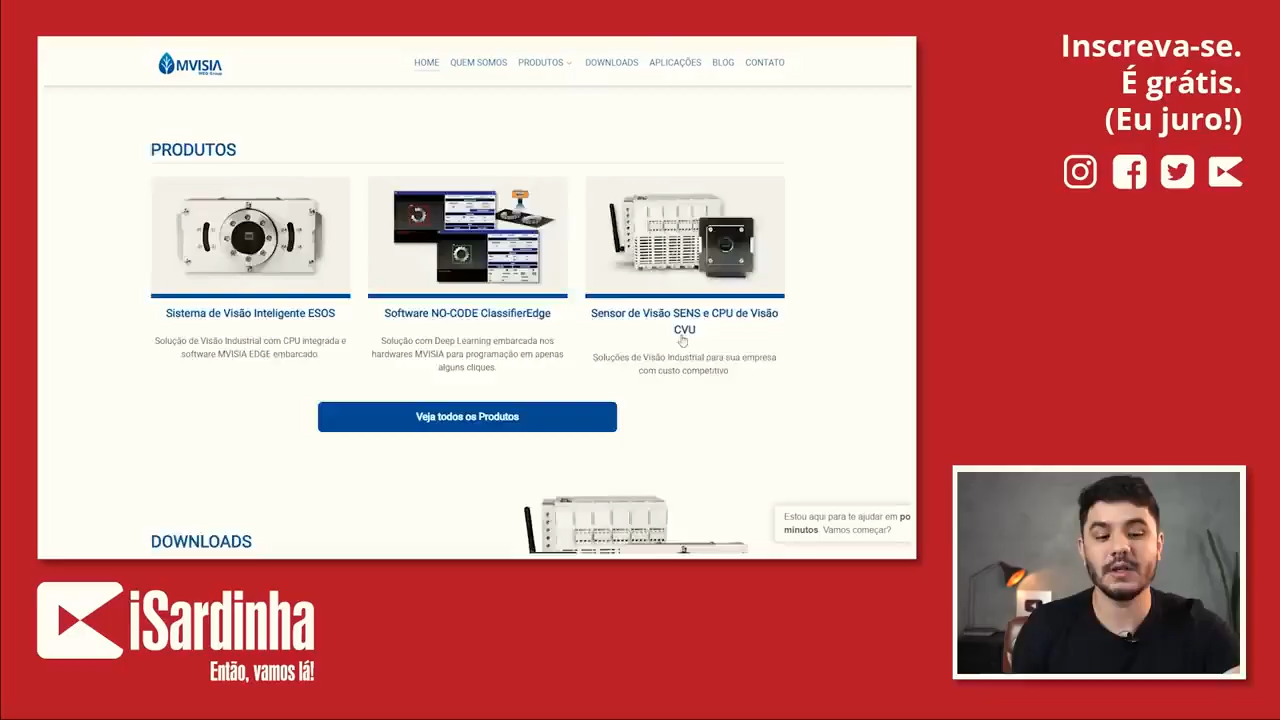 MVISIA
WEG Group
HOME QUEM SOMOS PRODUTOS DOWNLOADS APLICAÇÕES BLOG CONTATO
PRODUTOS
Sistema de Visão Inteligente ESOS
Solução de Visão Industrial com CPU integrada e
software MVISIA EDGE embarcado.
Software NO-CODE ClassifierEdge
Solução com Deep Learning embarcada nos
hardwares MVISIA para programação em apenas
alguns cliques.
Sensor de Visão SENS e CPU de Visão
CVU
Soluções de Visão Industrial para sua empresa
com custo competitivo
Veja todos os Produtos
DOWNLOADS
Estou aqui para te ajudar em po
minutos. Vamos começar?
Inscreva-se.
É grátis.
(Eu juro!)
iSardinha
Então, vamos lá!